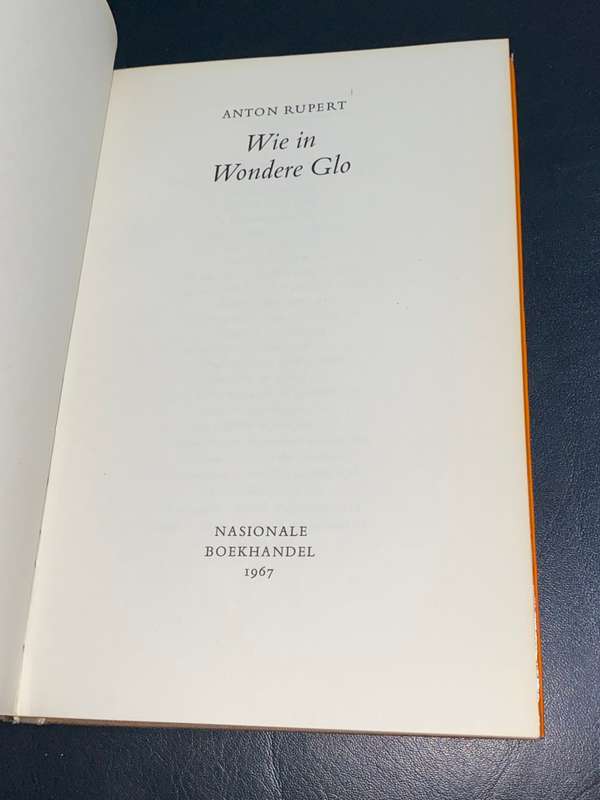 ANTON RUPERT
Wie in
Wondere Glo
NASIONALE
BOEKHANDEL
1967